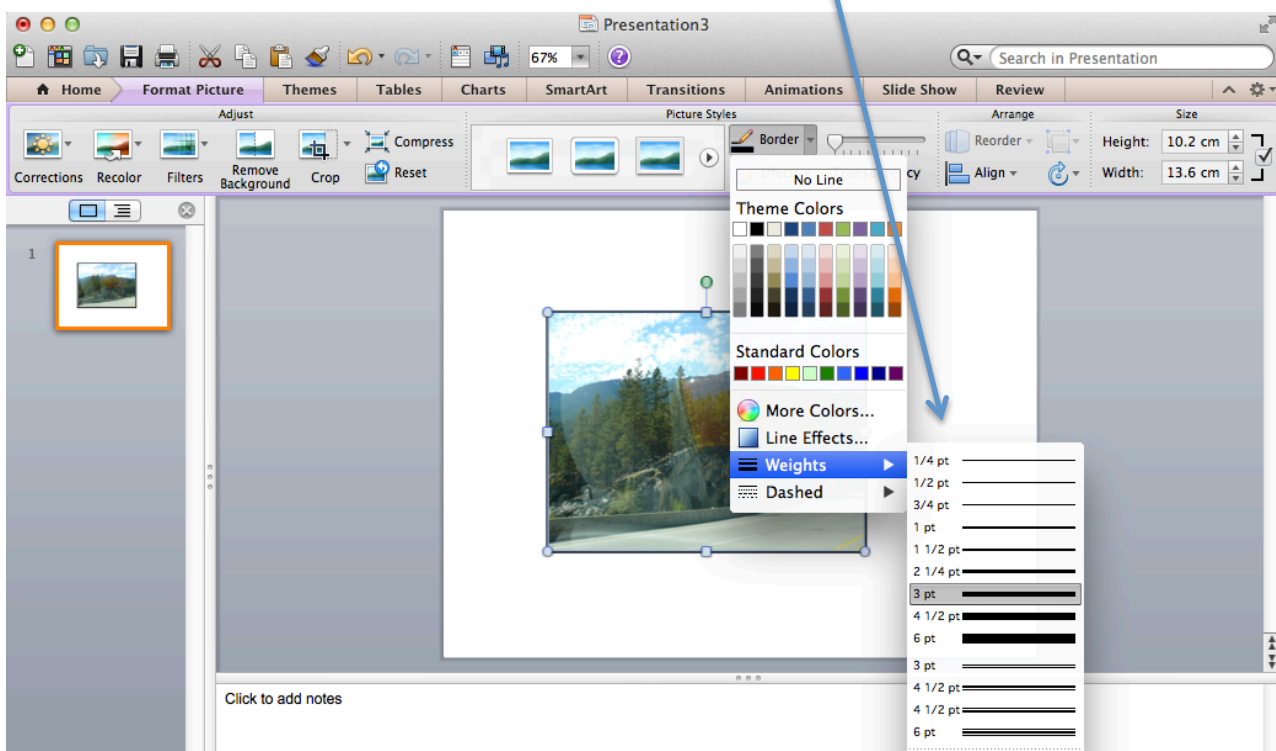 Presentation3
67%
Search in Presentation
Home Format Picture Themes Tables Charts SmartArt Transitions Animations Slide Show Review
Adjust Picture Styles Arrange Size
Corrections Recolor Filters Remove Background Crop Compress Reset
Border
No Line
Theme Colors
Standard Colors
More Colors...
Line Effects...
Weights
Dashed
cy
Reorder
Align
Height: 10.2 cm
Width: 13.6 cm
1
1/4 pt
1/2 pt
3/4 pt
1 pt
1 1/2 pt
2 1/4 pt
3 pt
4 1/2 pt
6 pt
3 pt
4 1/2 pt
4 1/2 pt
6 pt
Click to add notes